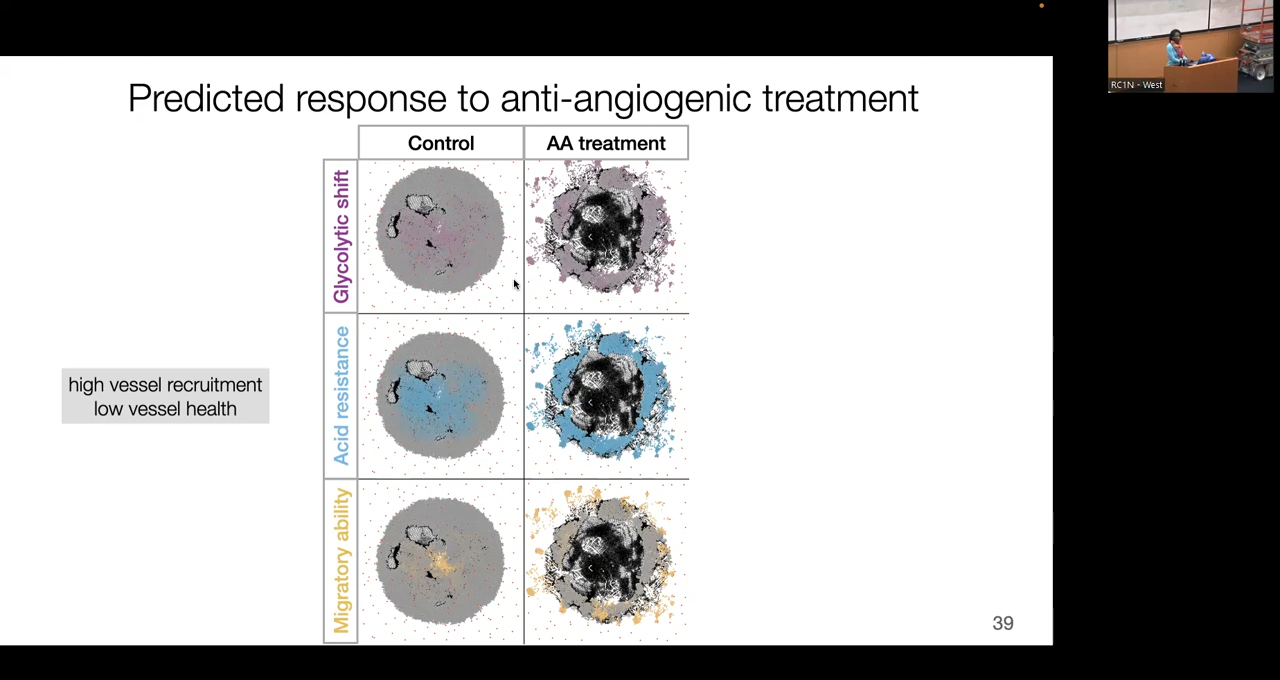 Predicted response to anti-angiogenic treatment
Control
AA treatment
Glycolytic shift
Acid resistance
Migratory ability
high vessel recruitment
low vessel health
39
RC1N - West